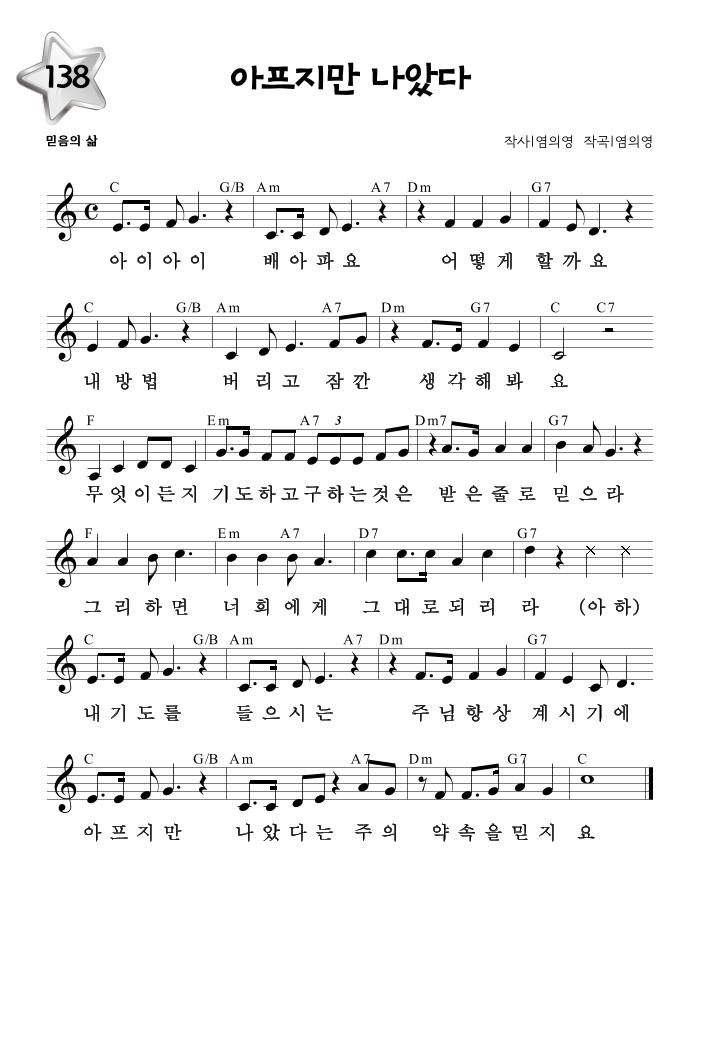 138
아프지만 나았다
믿음의 삶
작사|염의영 작곡|염의영
C G/B Am A7 Dm G7
아이아이 배아파요 어떻게 할까요
C G/B Am A7 Dm G7 C C7
내방법 버리고 잠깐 생각해봐요
F Em A7 3 Dm7 G7
무엇이든지 기도하고구하는것은 받은줄로 믿으라
F Em A7 D7 G7
그리하면 너희에게 그대로되리라 (아하)
C G/B Am A7 Dm G7
내기도를 들으시는 주님항상 계시기에
C G/B Am A7 Dm G7 C
아프지만 나았다는 주의 약속을믿지요